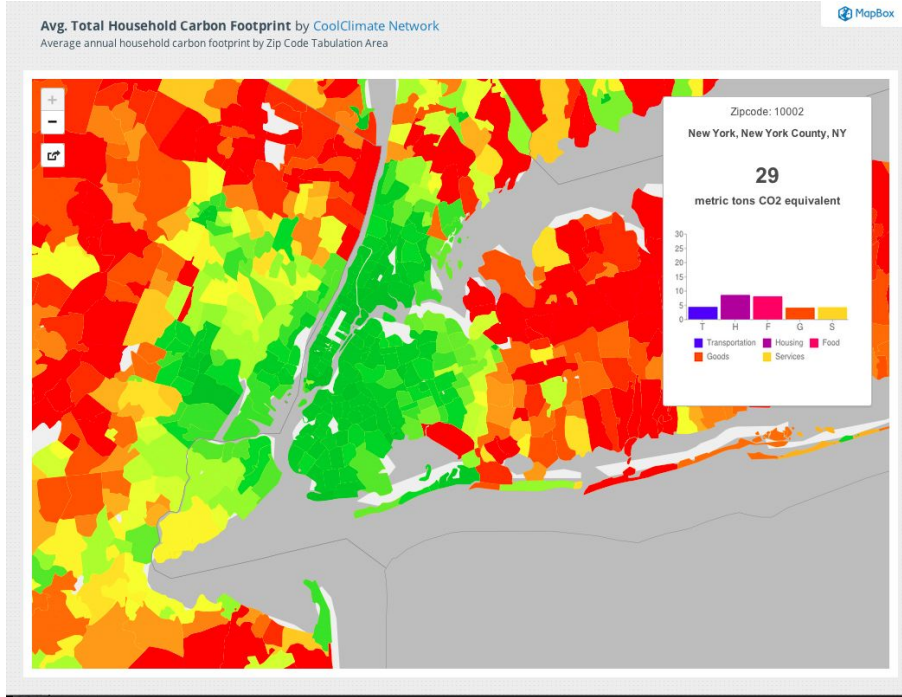 MapBox
Avg. Total Household Carbon Footprint by CoolClimate Network
Average annual household carbon footprint by Zip Code Tabulation Area
+
−
Zipcode: 10002
New York, New York County, NY
29
metric tons CO2 equivalent
30
25
20
15
10
5
0
T H F G S
Transportation Housing Food
Goods Services